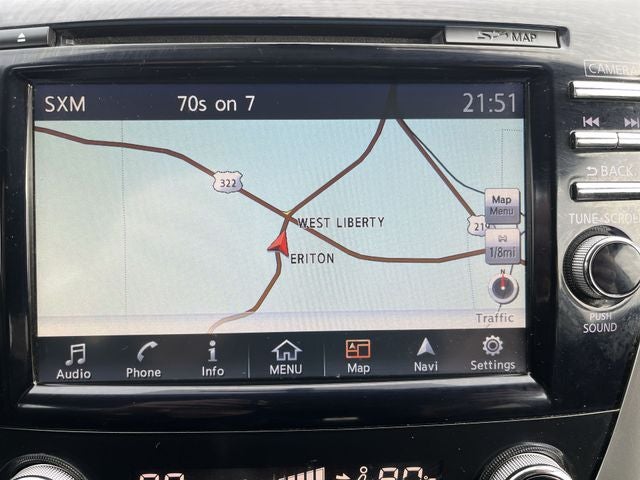 SDS MAP
CAMERA
SXM 70s on 7 21:51
322
Map
Menu
WEST LIBERTY
219
1/8mi
ERITON
N
Traffic
Audio Phone Info MENU Map Navi Settings
BACK
TUNE·SCROLL
PUSH
SOUND